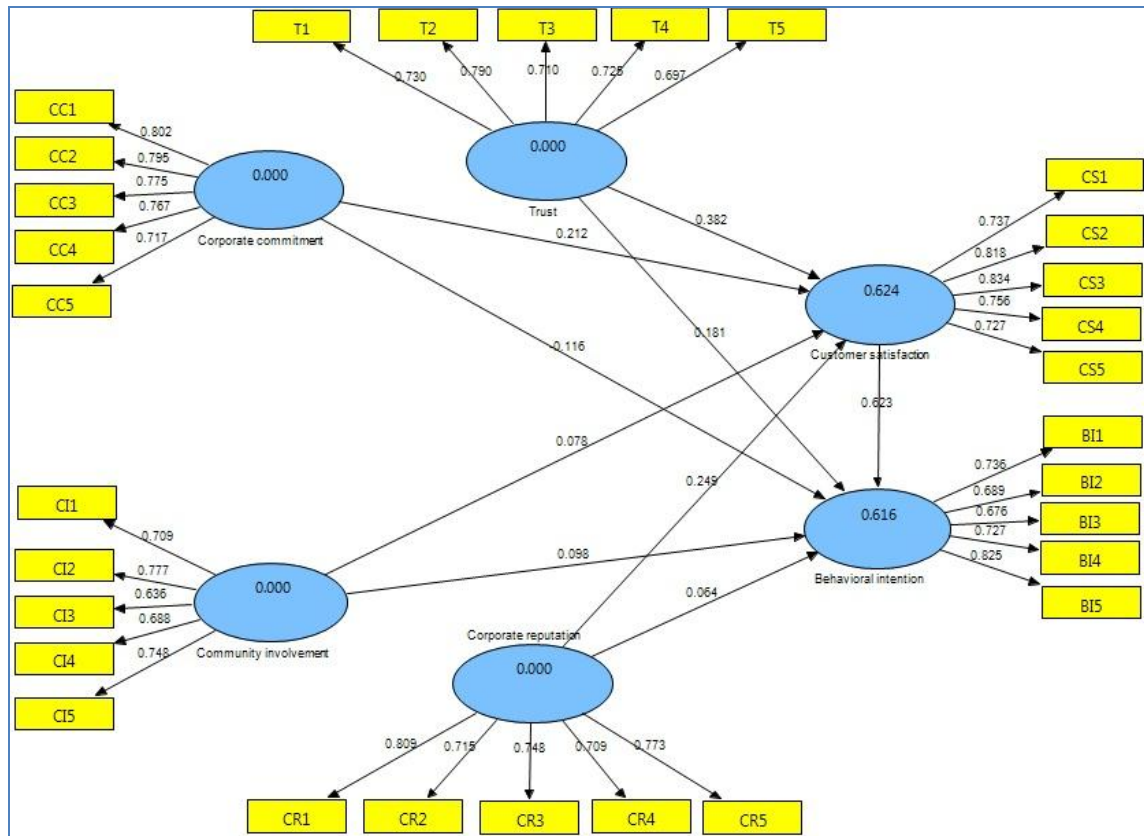 T1
T2
T3
T4
T5
0.730
0.790
0.710
0.725
0.697
0.000
Trust
CC1
CC2
CC3
CC4
CC5
0.802
0.795
0.775
0.767
0.717
0.000
Corporate commitment
0.382
0.212
0.181
-0.116
CS1
CS2
CS3
CS4
CS5
0.737
0.818
0.834
0.756
0.727
0.624
Customer satisfaction
0.623
0.078
0.249
0.098
0.064
BI1
BI2
BI3
BI4
BI5
0.736
0.689
0.676
0.727
0.825
0.616
Behavioral intention
CI1
CI2
CI3
CI4
CI5
0.709
0.777
0.636
0.688
0.748
0.000
Community involvement
Corporate reputation
0.000
0.809
0.715
0.748
0.709
0.773
CR1
CR2
CR3
CR4
CR5